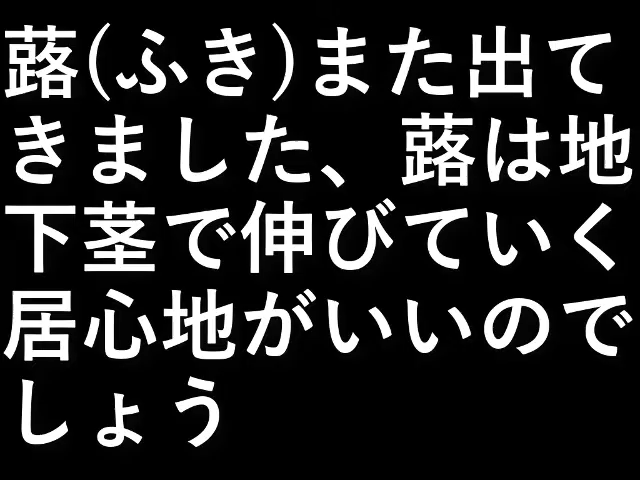 蕗(ふき)また出て
きました、蕗は地
下茎で伸びていく
居心地がいいので
しょう